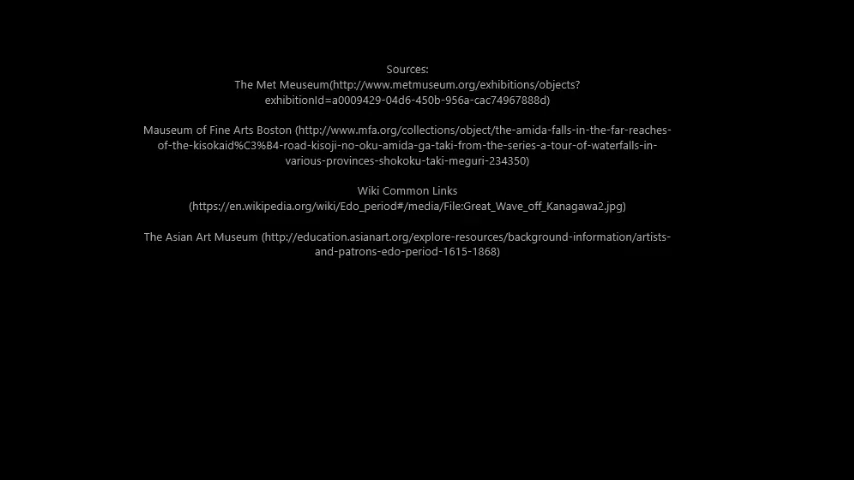 Sources:
The Met Meuseum(http://www.metmuseum.org/exhibitions/objects?
exhibitionId=a0009429-04d6-450b-956a-cac74967888d)
Mauseum of Fine Arts Boston (http://www.mfa.org/collections/object/the-amida-falls-in-the-far-reaches-
of-the-kisokaid%C3%B4-road-kisoji-no-oku-amida-ga-taki-from-the-series-a-tour-of-waterfalls-in-
various-provinces-shokoku-taki-meguri-234350)
Wiki Common Links
(https://en.wikipedia.org/wiki/Edo_period#/media/File:Great_Wave_off_Kanagawa2.jpg)
The Asian Art Museum (http://education.asianart.org/explore-resources/background-information/artists-
and-patrons-edo-period-1615-1868)